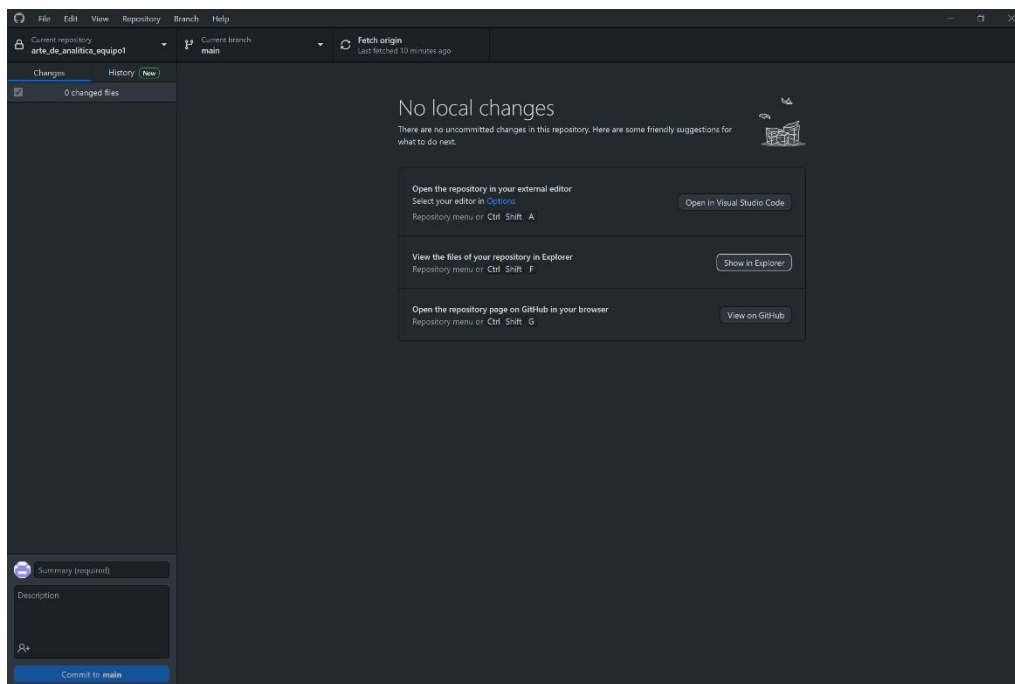 File Edit View Repository Branch Help
Current repository
arte_de_analitica_equipo1
Current branch
main
Fetch origin
Last fetched 10 minutes ago
Changes
History New
0 changed files
No local changes
There are no uncommitted changes in this repository. Here are some friendly suggestions for
what to do next.
Open the repository in your external editor
Select your editor in Options
Repository menu or Ctrl Shift A
Open in Visual Studio Code
View the files of your repository in Explorer
Repository menu or Ctrl Shift F
Show in Explorer
Open the repository page on GitHub in your browser
Repository menu or Ctrl Shift G
View on GitHub
Summary (required)
Description
Commit to main